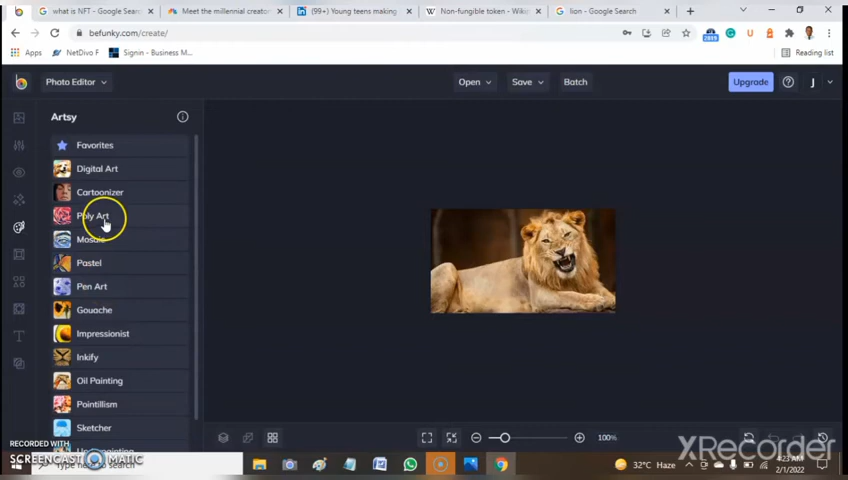 what is NFT - Google Sear
Meet the millennial creator
(99+) Young teens making
Non-fungible token - Wiki
lion - Google Search
befunky.com/create/
2819
Apps
NetDivo F
Signin - Business M...
Reading list
Photo Editor
Open
Save
Batch
Upgrade
J
Artsy
Favorites
Digital Art
Cartoonizer
Poly Art
Mosaic
Pastel
Pen Art
Gouache
Impressionist
Inkify
Oil Painting
Pointillism
Sketcher
100%
RECORDED WITH
SCREENCAST MATIC
XRecorder
Type here to search
32°C Haze
4:23 AM
2/1/2022